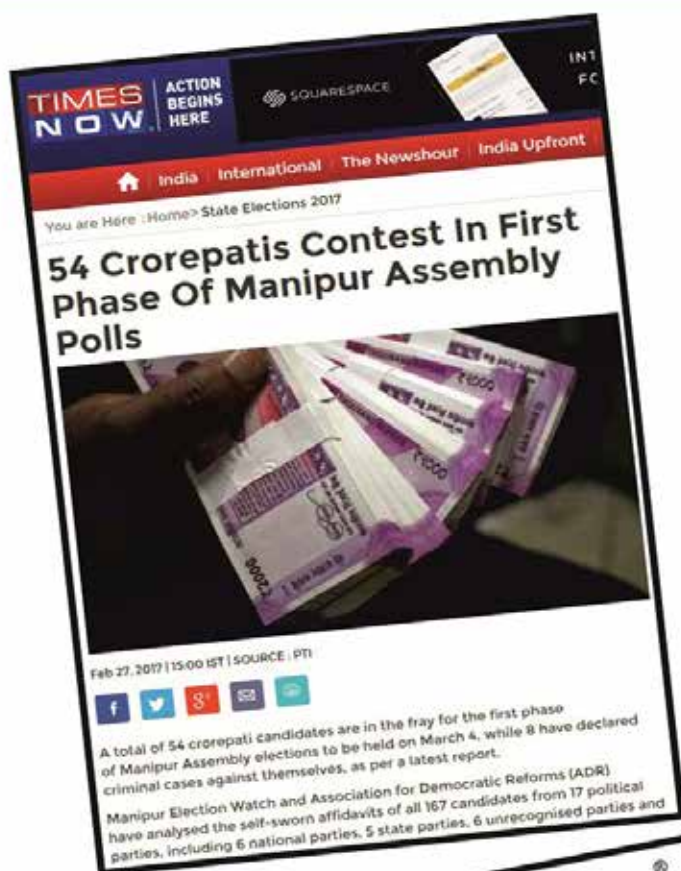 TIMES NOW
ACTION BEGINS HERE
SQUARESPACE
INT
FO
India International The Newshour India Upfront
You are Here : Home> State Elections 2017
54 Crorepatis Contest In First
Phase Of Manipur Assembly
Polls
₹2000
2000
Feb 27, 2017 | 15:00 IST | SOURCE : PTI
f
8+
A total of 54 crorepati candidates are in the fray for the first phase
of Manipur Assembly elections to be held on March 4, while 8 have declared
criminal cases against themselves, as per a latest report.
Manipur Election Watch and Association for Democratic Reforms (ADR)
have analysed the self-sworn affidavits of all 167 candidates from 17 political
parties, including 6 national parties, 5 state parties, 6 unrecognised parties and